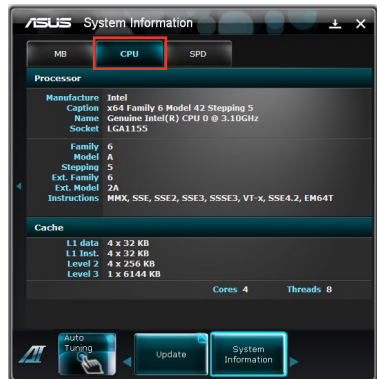 ASUS System Information
MB CPU SPD
Processor
Manufacture Intel
Caption x64 Family 6 Model 42 Stepping 5
Name Genuine Intel(R) CPU 0 @ 3.10GHz
Socket LGA1155
Family 6
Model A
Stepping 5
Ext. Family 6
Ext. Model 2A
Instructions MMX, SSE, SSE2, SSE3, SSSE3, VT-x, SSE4.2, EM64T
Cache
L1 data 4 x 32 KB
L1 Inst. 4 x 32 KB
Level 2 4 x 256 KB
Level 3 1 x 6144 KB
Cores 4 Threads 8
Auto
Tuning
Update
System
Information